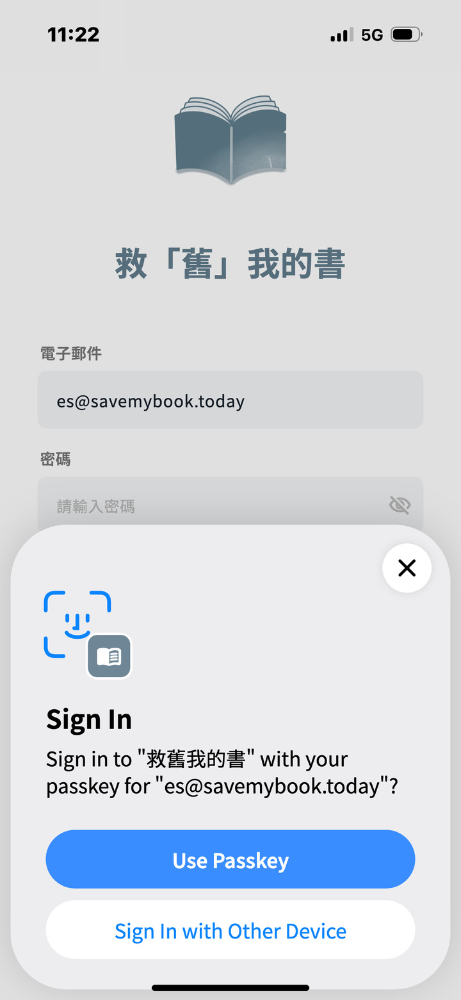 11:22
5G
救「舊」我的書
電子郵件
es@savemybook.today
密碼
請輸入密碼
Sign In
Sign in to "救舊我的書" with your
passkey for "es@savemybook.today"?
Use Passkey
Sign In with Other Device